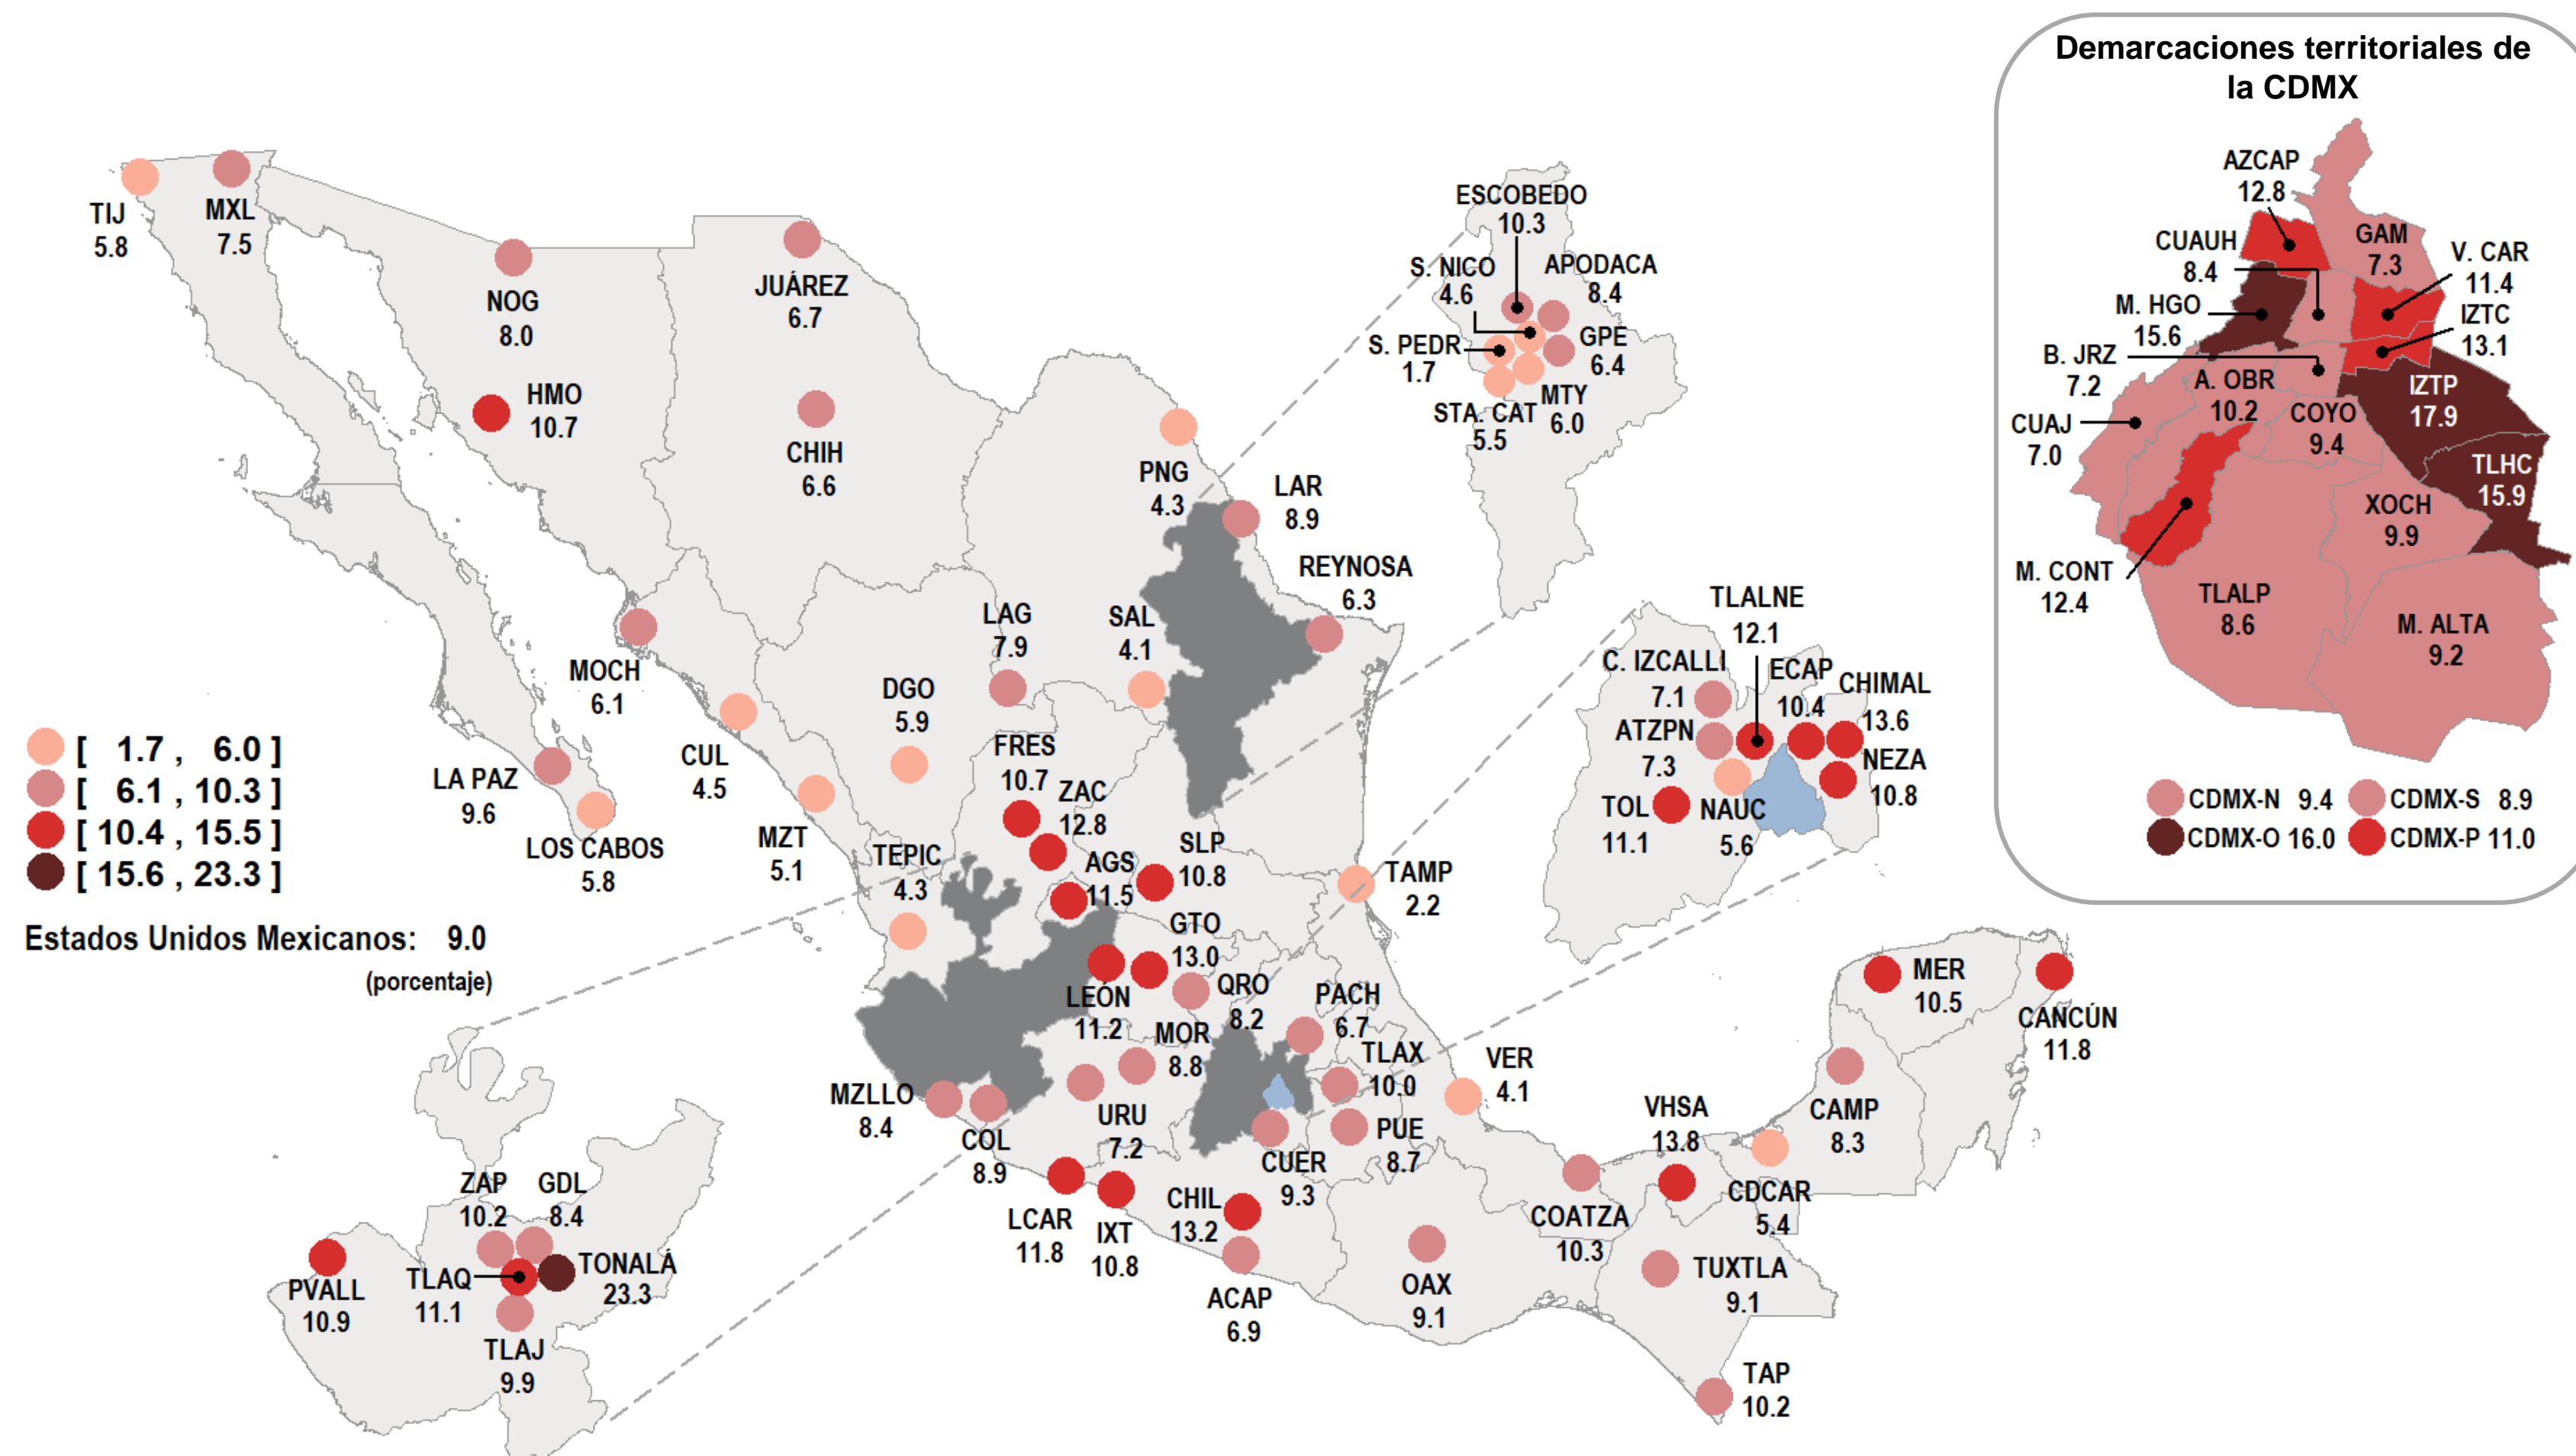 Demarcaciones territoriales de
la CDMX
AZCAP
12.8
CUAUH
8.4
GAM
7.3
V. CAR
11.4
M. HGO
15.6
IZTC
13.1
B. JRZ
7.2
A. OBR
10.2
IZTP
17.9
CUAJ
7.0
COYO
9.4
TLHC
15.9
XOCH
9.9
M. CONT
12.4
TLALP
8.6
M. ALTA
9.2
CDMX-N 9.4
CDMX-S 8.9
CDMX-O 16.0
CDMX-P 11.0
TIJ
5.8
MXL
7.5
NOG
8.0
JUÁREZ
6.7
HMO
10.7
CHIH
6.6
ESCOBEDO
10.3
S. NICO
4.6
APODACA
8.4
S. PEDR
1.7
GPE
6.4
STA. CAT
5.5
MTY
6.0
PNG
4.3
LAR
8.9
REYNOSA
6.3
MOCH
6.1
LAG
7.9
SAL
4.1
DGO
5.9
CUL
4.5
LA PAZ
9.6
LOS CABOS
5.8
MZT
5.1
FRES
10.7
ZAC
12.8
TEPIC
4.3
AGS
11.5
SLP
10.8
TAMP
2.2
GTO
13.0
LEÓN
11.2
QRO
8.2
PACH
6.7
MOR
8.8
TLAX
10.0
VER
4.1
MZLLO
8.4
COL
8.9
URU
7.2
CUER
9.3
PUE
8.7
LCAR
11.8
IXT
10.8
CHIL
13.2
ACAP
6.9
OAX
9.1
COATZA
10.3
VHSA
13.8
CDCAR
5.4
CAMP
8.3
MER
10.5
CANCÚN
11.8
TUXTLA
9.1
TAP
10.2
TLALNE
12.1
C. IZCALLI
7.1
ECAP
10.4
CHIMAL
13.6
ATZPN
7.3
NEZA
10.8
TOL
11.1
NAUC
5.6
[ 1.7 , 6.0 ]
[ 6.1 , 10.3 ]
[ 10.4 , 15.5 ]
[ 15.6 , 23.3 ]
Estados Unidos Mexicanos: 9.0
(porcentaje)
ZAP
10.2
GDL
8.4
PVALL
10.9
TLAQ
11.1
TONALÁ
23.3
TLAJ
9.9